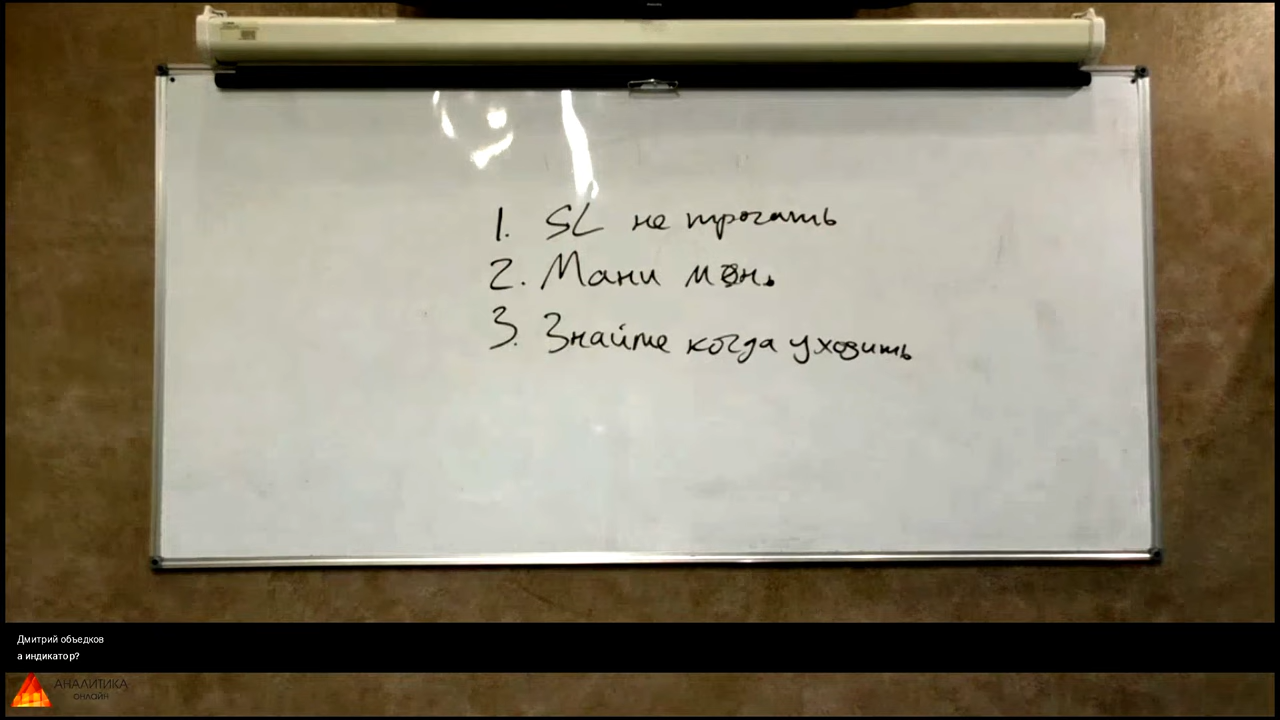 1. SL не трогать
2. Мани мэн.
3. Знайте когда уходить
Дмитрий объедков
а индикатор?
АНАЛИТИКА
онлайн